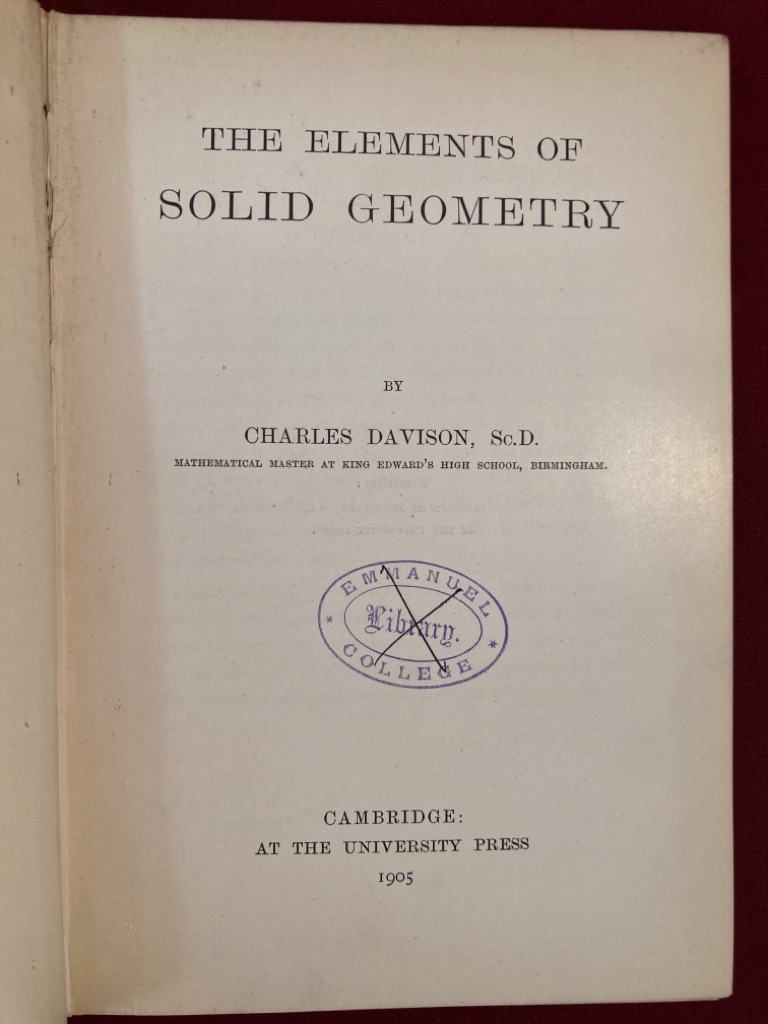 THE ELEMENTS OF
SOLID GEOMETRY
BY
CHARLES DAVISON, Sc.D.
MATHEMATICAL MASTER AT KING EDWARD'S HIGH SCHOOL, BIRMINGHAM.
EMMANUEL
Library.
COLLEGE
CAMBRIDGE:
AT THE UNIVERSITY PRESS
1905